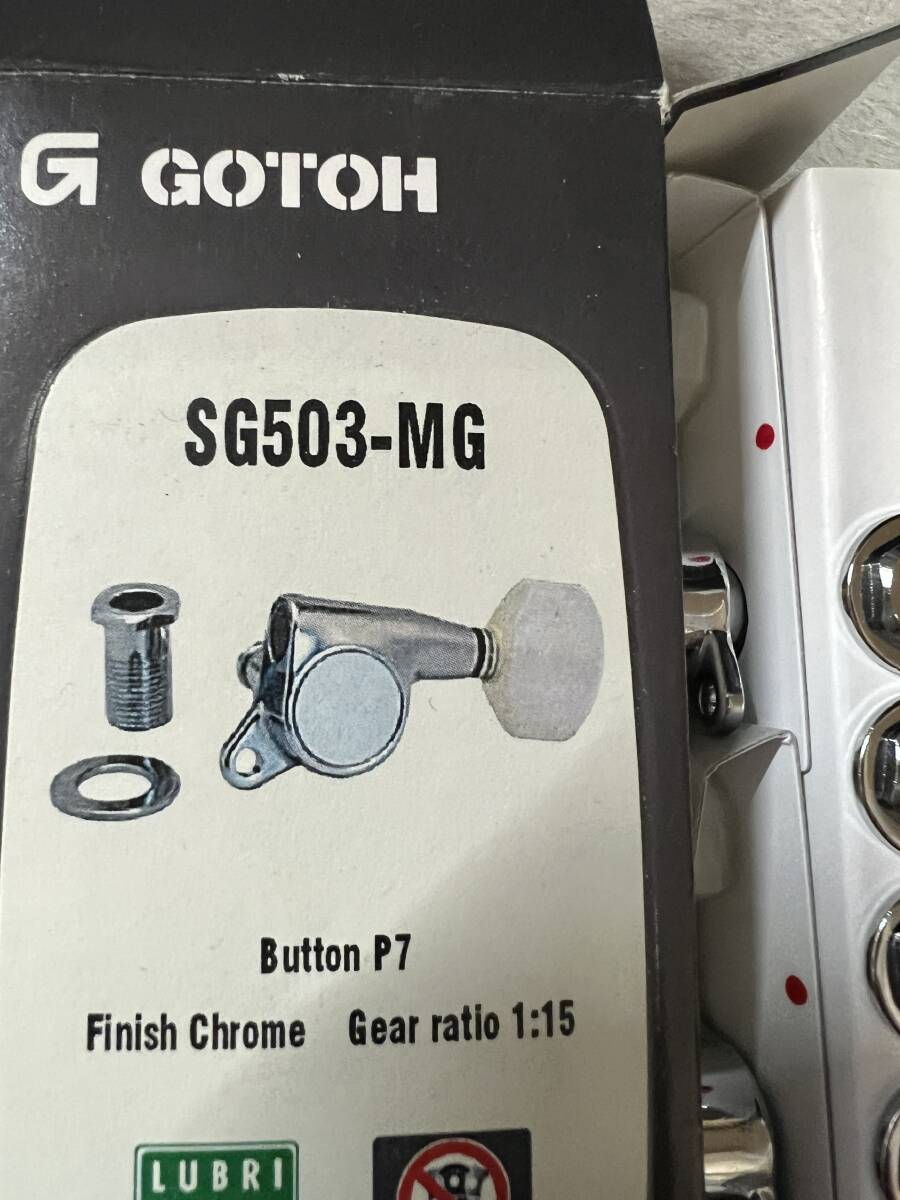 G GOTOH
SG503-MG
Button P7
Finish Chrome Gear ratio 1:15
LUBRI